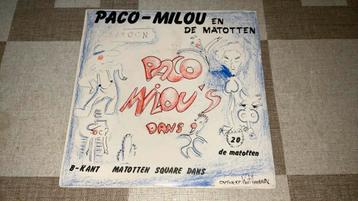 PACO-MILOU EN
DE MATOTTEN
PACO
MILOU'S
DANS
20
de matotten
B-KANT MATOTTEN SQUARE DANS